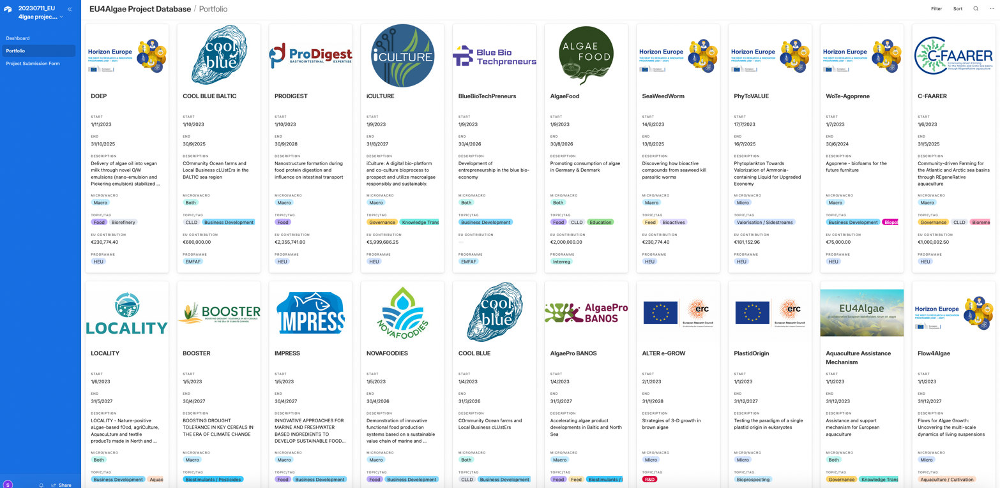 20230711_EU
4lgae projec...
Dashboard
Portfolio
Project Submission Form
S
Share
EU4Algae Project Database / Portfolio
Filter
Sort
Horizon Europe
THE NEXT EU RESEARCH & INNOVATION
PROGRAMME (2021 – 2027)
European
Commission
DOEP
START
1/11/2023
END
31/10/2025
DESCRIPTION
Delivery of algae oil into vegan
milk through novel O/W
emulsions (nano-emulsion and
Pickering emulsion) stabilized ...
MICRO/MACRO
Macro
TOPIC/TAG
Food Biorefinery
EU CONTRIBUTION
€230,774.40
PROGRAMME
HEU
cool
blue
COOL BLUE BALTIC
START
1/10/2023
END
30/9/2025
DESCRIPTION
COmmunity Ocean farms and
Local Business cLUstErs in the
BALTIC sea region
MICRO/MACRO
Both
TOPIC/TAG
CLLD Business Development
EU CONTRIBUTION
€600,000.00
PROGRAMME
EMFAF
ProDigest
GASTROINTESTINAL EXPERTISE
PRODIGEST
START
1/10/2023
END
30/9/2028
DESCRIPTION
Nanostructure formation during
food protein digestion and
influence on intestinal transport
MICRO/MACRO
Macro
TOPIC/TAG
Food
EU CONTRIBUTION
€2,355,741.00
PROGRAMME
HEU
iCULTURE
iCULTURE
START
1/9/2023
END
31/8/2027
DESCRIPTION
iCulture: A digital bio-platform
and co-culture bioprocess to
prospect and utilize macroalgae
responsibly and sustainably.
MICRO/MACRO
Macro
TOPIC/TAG
Governance Knowledge Trans
EU CONTRIBUTION
€5,999,686.25
PROGRAMME
HEU
Blue Bio
Techpreneurs
BlueBioTechPreneurs
START
1/9/2023
END
30/4/2026
DESCRIPTION
Development of
entrepreneurship in the blue bio-
economy
MICRO/MACRO
Both
TOPIC/TAG
Business Development
EU CONTRIBUTION
PROGRAMME
EMFAF
ALGAE
FOOD
AlgaeFood
START
1/9/2023
END
30/8/2026
DESCRIPTION
Promoting consumption of algae
in Germany & Denmark
MICRO/MACRO
Both
TOPIC/TAG
Food CLLD Education
EU CONTRIBUTION
€2,000,000.00
PROGRAMME
Interreg
Horizon Europe
THE NEXT EU RESEARCH & INNOVATION
PROGRAMME (2021 – 2027)
European
Commission
SeaWeedWorm
START
14/8/2023
END
13/8/2025
DESCRIPTION
Discovering how bioactive
compounds from seaweed kill
parasitic worms
MICRO/MACRO
Macro
TOPIC/TAG
Feed Bioactives
EU CONTRIBUTION
€230,774.40
PROGRAMME
HEU
Horizon Europe
THE NEXT EU RESEARCH & INNOVATION
PROGRAMME (2021 – 2027)
European
Commission
PhyToVALUE
START
17/7/2023
END
16/7/2025
DESCRIPTION
Phytoplankton Towards
Valorization of Ammonia-
containing Liquid for Upgraded
Economy
MICRO/MACRO
Micro
TOPIC/TAG
Valorisation / Sidestreams
EU CONTRIBUTION
€181,152.96
PROGRAMME
HEU
Horizon Europe
THE NEXT EU RESEARCH & INNOVATION
PROGRAMME (2021 – 2027)
European
Commission
WoTe-Agoprene
START
1/7/2023
END
30/6/2024
DESCRIPTION
Agoprene - biofoams for the
future furniture
MICRO/MACRO
Macro
TOPIC/TAG
Business Development Biopol
EU CONTRIBUTION
€75,000.00
PROGRAMME
HEU
C-FAARER
Community-driven Farming
for the Atlantic and Arctic Sea basins
through REgeneRative aquaculture
C-FAARER
START
1/6/2023
END
31/5/2025
DESCRIPTION
Community-driven Farming for
the Atlantic and Arctic sea basins
through REgeneRative
aquaculture
MICRO/MACRO
Macro
TOPIC/TAG
Governance CLLD Bioreme
EU CONTRIBUTION
€1,000,002.50
PROGRAMME
HEU
LOCALITY
LOCALITY
START
1/6/2023
END
31/5/2027
DESCRIPTION
LOCALITY - Nature-positive
aLgae-based fOod, agriCulture,
AquacuLture and textIle
producTs made in North and ...
MICRO/MACRO
Both
TOPIC/TAG
Business Development Aquac
BOOSTER
BOOSTING DROUGHT TOLERANCE IN KEY CEREALS
IN THE ERA OF CLIMATE CHANGE
BOOSTER
START
1/5/2023
END
30/4/2027
DESCRIPTION
BOOSTING DROUGHT
TOLERANCE IN KEY CEREALS IN
THE ERA OF CLIMATE CHANGE
MICRO/MACRO
Macro
TOPIC/TAG
Biostimulants / Pesticides
IMPRESS
IMPRESS
START
1/5/2023
END
30/4/2027
DESCRIPTION
INNOVATIVE APPROACHES FOR
MARINE AND FRESHWATER
BASED INGREDIENTS TO
DEVELOP SUSTAINABLE FOOD...
MICRO/MACRO
Macro
TOPIC/TAG
Food Business Development
NOVAFOODIES
NOVAFOODIES
START
1/5/2023
END
30/4/2026
DESCRIPTION
Demonstration of innovative
functional food production
systems based on a sustainable
value chain of marine and ...
MICRO/MACRO
Macro
TOPIC/TAG
Food Business Development
cool
blue
COOL BLUE
START
1/4/2023
END
31/3/2026
DESCRIPTION
COmmunity Ocean farms and
Local Business cLUstErs
MICRO/MACRO
Both
TOPIC/TAG
CLLD Business Development
AlgaePro
BANOS
AlgaePro BANOS
START
1/4/2023
END
31/3/2027
DESCRIPTION
Accelerating algae product
developments in Baltic and North
Sea
MICRO/MACRO
Macro
TOPIC/TAG
Food Feed Biostimulants /
erc
European Research Council
ALTER e-GROW
START
2/1/2023
END
31/1/2028
DESCRIPTION
Strategies of 3-D growth in
brown algae
MICRO/MACRO
Micro
TOPIC/TAG
R&D
erc
European Research Council
PlastidOrigin
START
1/1/2023
END
31/12/2027
DESCRIPTION
Testing the paradigm of a single
plastid origin in eukaryotes
MICRO/MACRO
Micro
TOPIC/TAG
Bioprospecting
EU4Algae
a collaborative European stakeholders forum on algae
Aquaculture Assistance
Mechanism
START
1/1/2023
END
31/12/2023
DESCRIPTION
Assistance and support
mechanism for European
aquaculture
MICRO/MACRO
Both
TOPIC/TAG
Governance Knowledge Trans
Horizon Europe
THE NEXT EU RESEARCH & INNOVATION
PROGRAMME (2021 – 2027)
European
Commission
Flow4Algae
START
1/1/2023
END
31/12/2027
DESCRIPTION
Flows for Algae Growth:
Uncovering the multi-scale
dynamics of living suspensions
MICRO/MACRO
Micro
TOPIC/TAG
Aquaculture / Cultivation